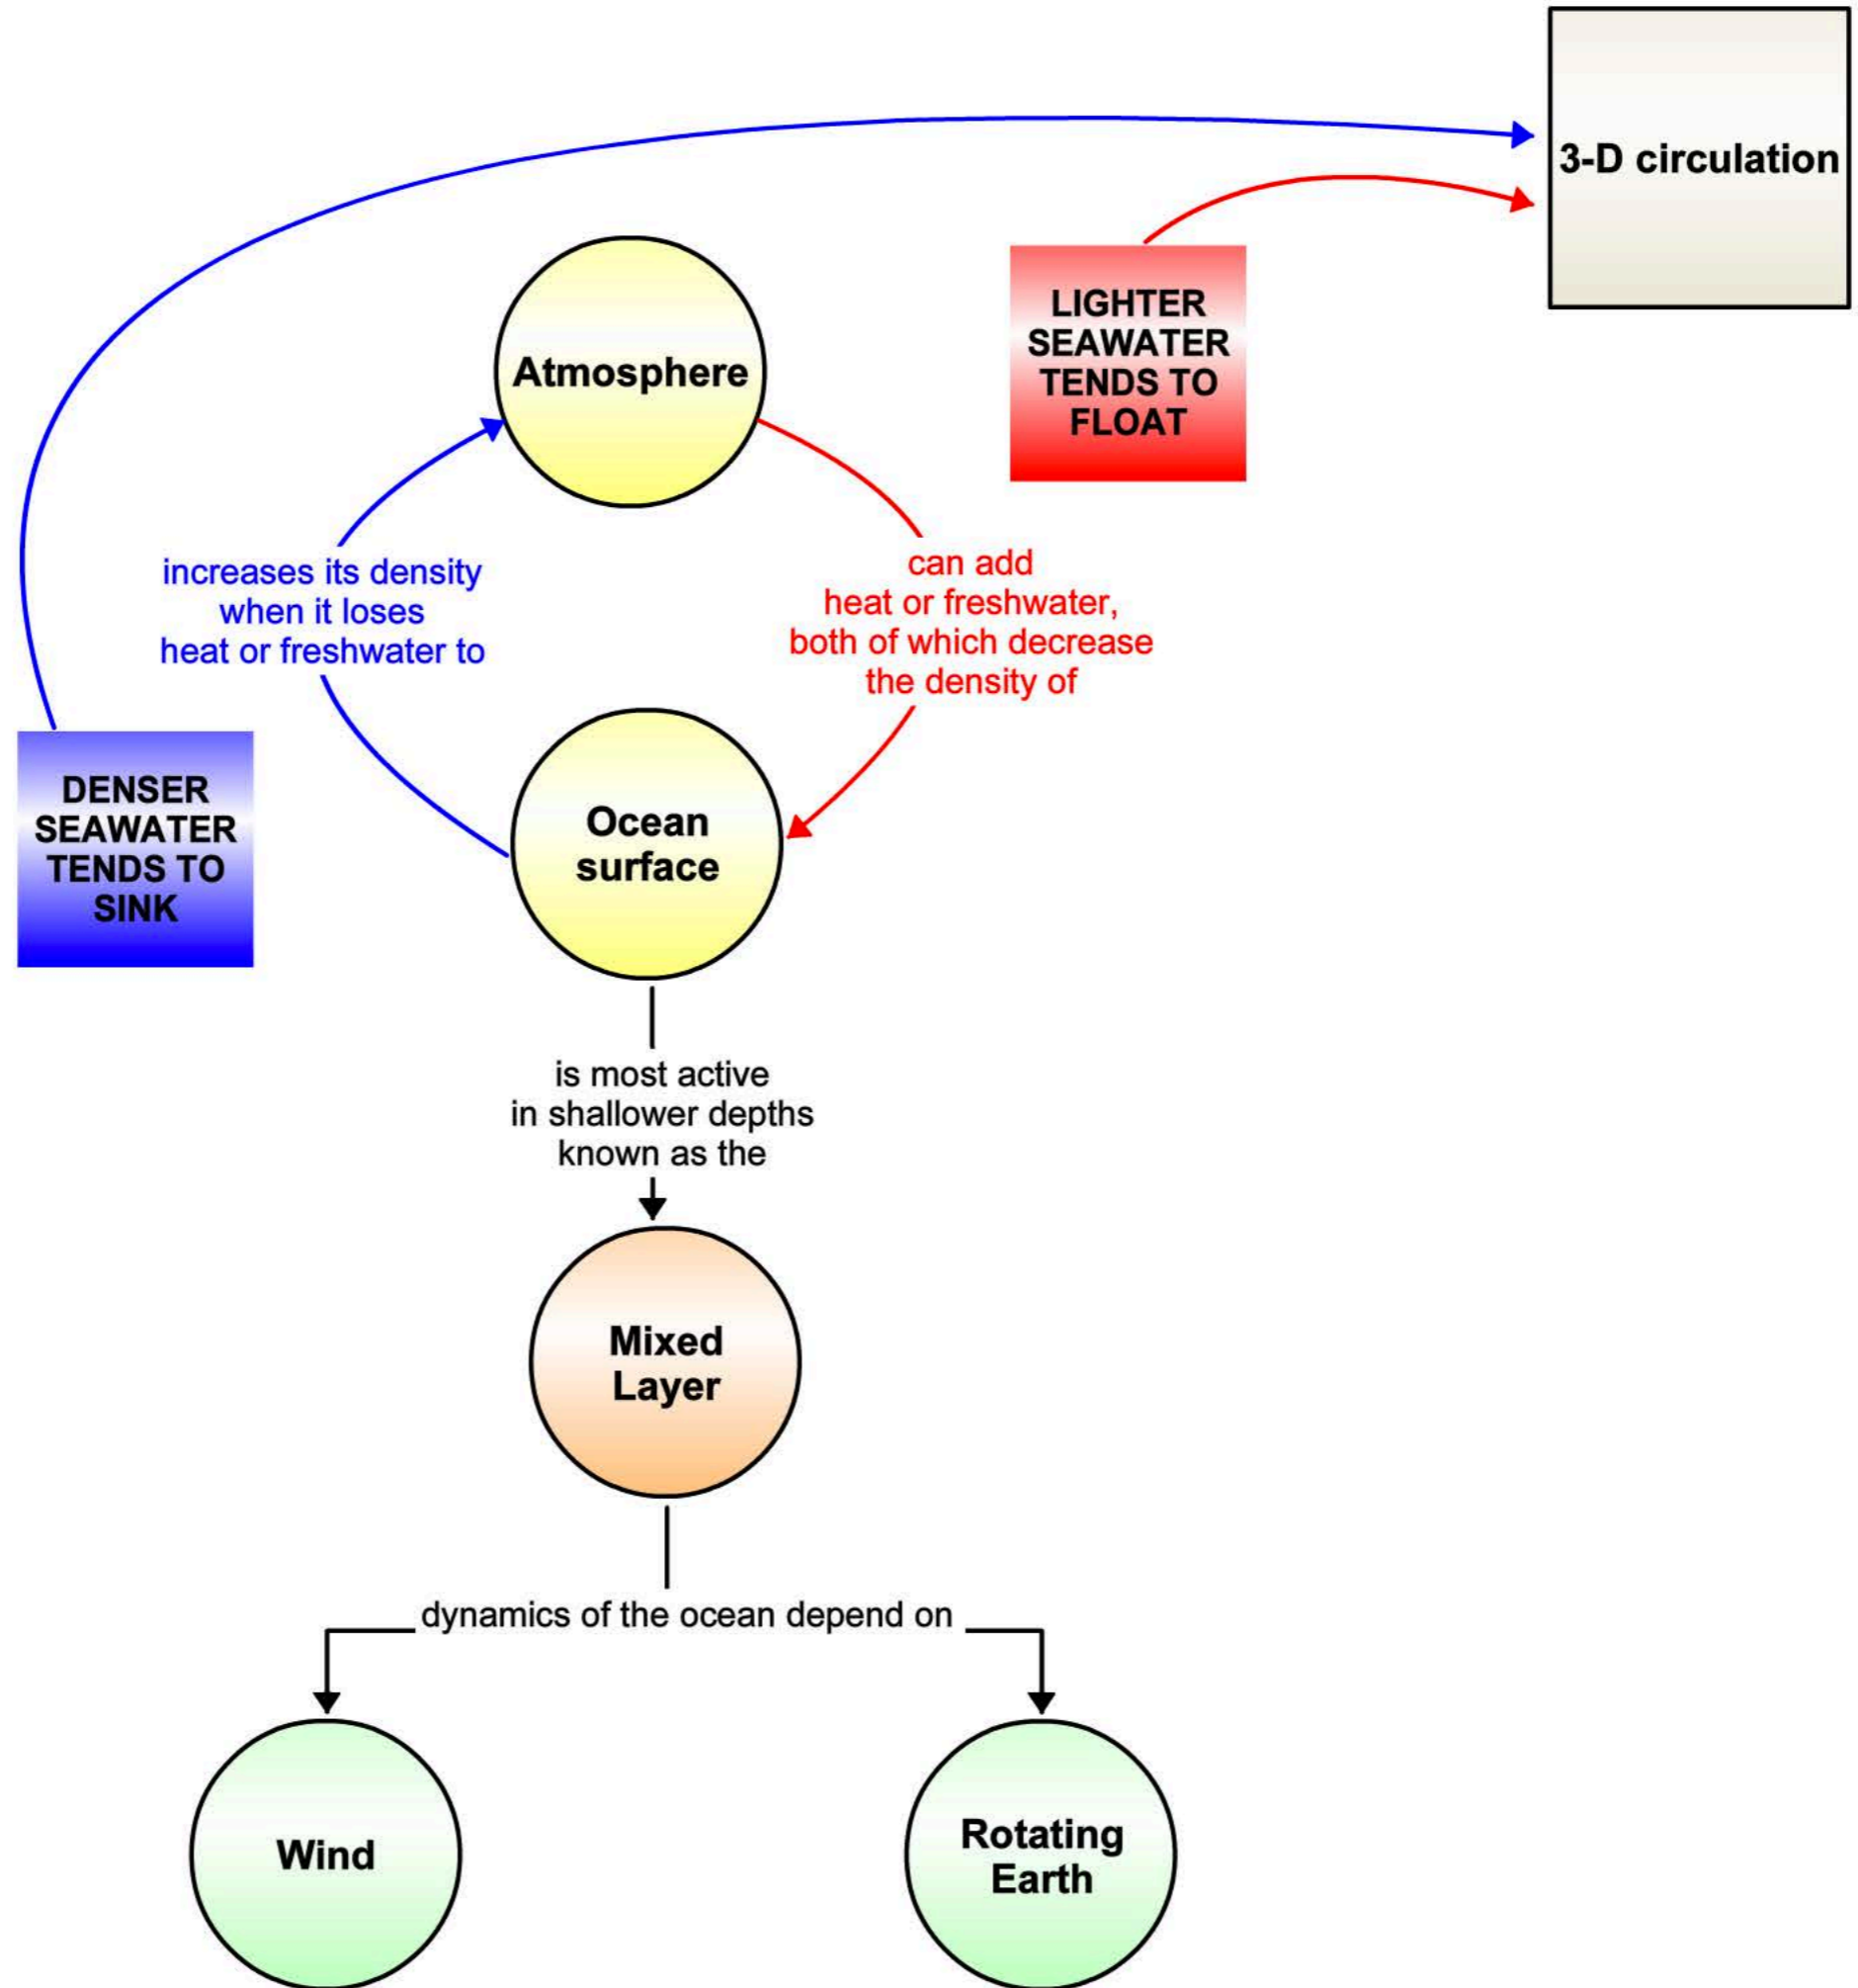 3-D circulation
LIGHTER
SEAWATER
TENDS TO
FLOAT
Atmosphere
increases its density
when it loses
heat or freshwater to
can add
heat or freshwater,
both of which decrease
the density of
DENSER
SEAWATER
TENDS TO
SINK
Ocean
surface
is most active
in shallower depths
known as the
Mixed
Layer
dynamics of the ocean depend on
Wind
Rotating
Earth